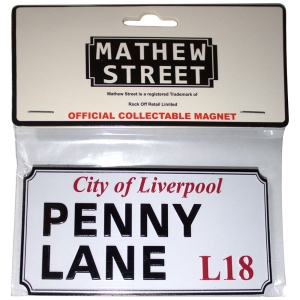 MATHEW
STREET
Mathew Street is a registered Trademark of
Rock Off Retail Limited
OFFICIAL COLLECTABLE MAGNET
City of Liverpool
PENNY
LANE L18